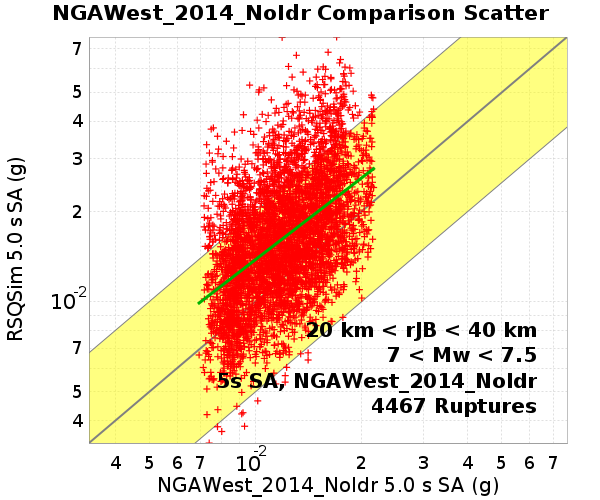 NGAWest_2014_NoIdr Comparison Scatter
RSQSim 5.0 s SA (g)
7
5
4
3
2
10-2
7
5
4
20 km < rJB < 40 km
7 < Mw < 7.5
5s SA, NGAWest_2014_NoIdr
4467 Ruptures
4 5 6 7 10-2 2 3 4 5 6 7
NGAWest_2014_NoIdr 5.0 s SA (g)